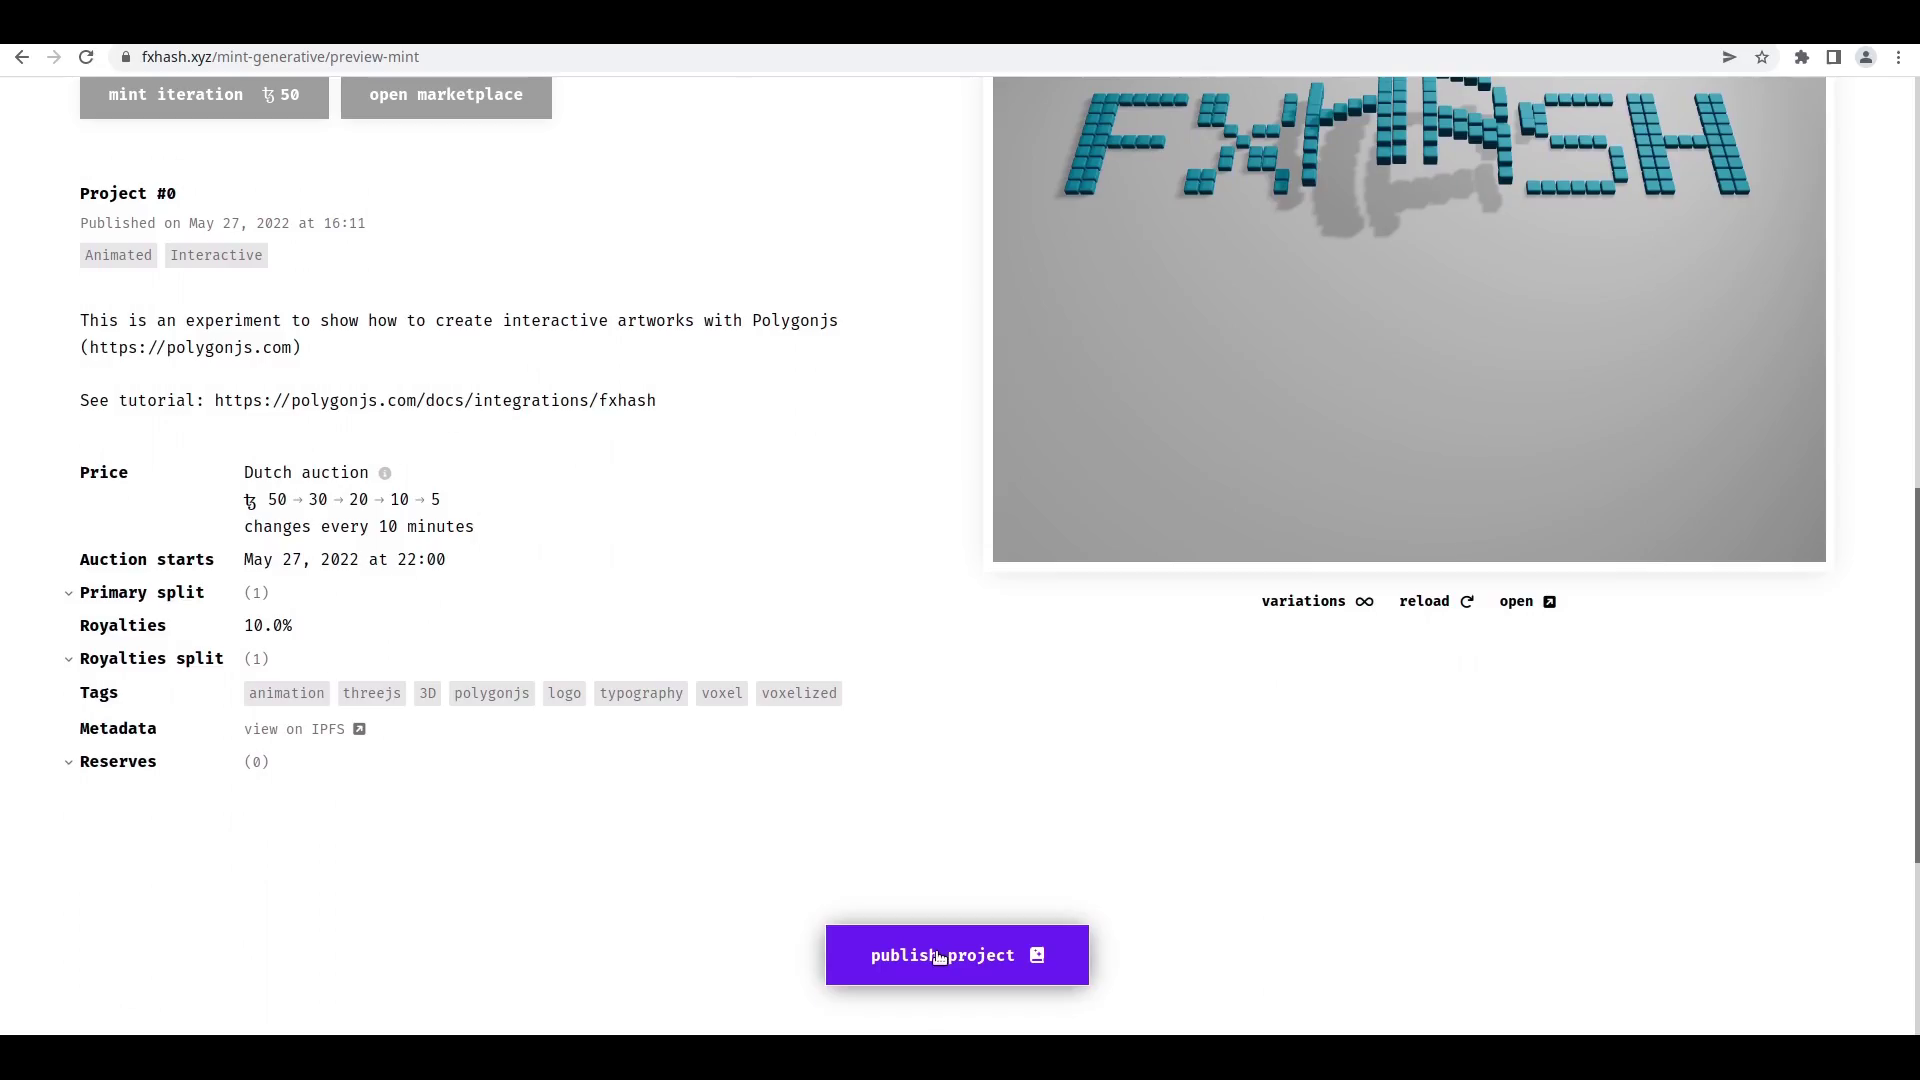 fxhash.xyz/mint-generative/preview-mint
mint iteration ꜩ 50
open marketplace
FXHASH
Project #0
Published on May 27, 2022 at 16:11
Animated Interactive
This is an experiment to show how to create interactive artworks with Polygonjs
(https://polygonjs.com)
See tutorial: https://polygonjs.com/docs/integrations/fxhash
Price Dutch auction
ꜩ 50→30→20→10→5
changes every 10 minutes
Auction starts May 27, 2022 at 22:00
Primary split (1)
Royalties 10.0%
Royalties split (1)
Tags animation threejs 3D polygonjs logo typography voxel voxelized
Metadata view on IPFS
Reserves (0)
variations reload open
publish project